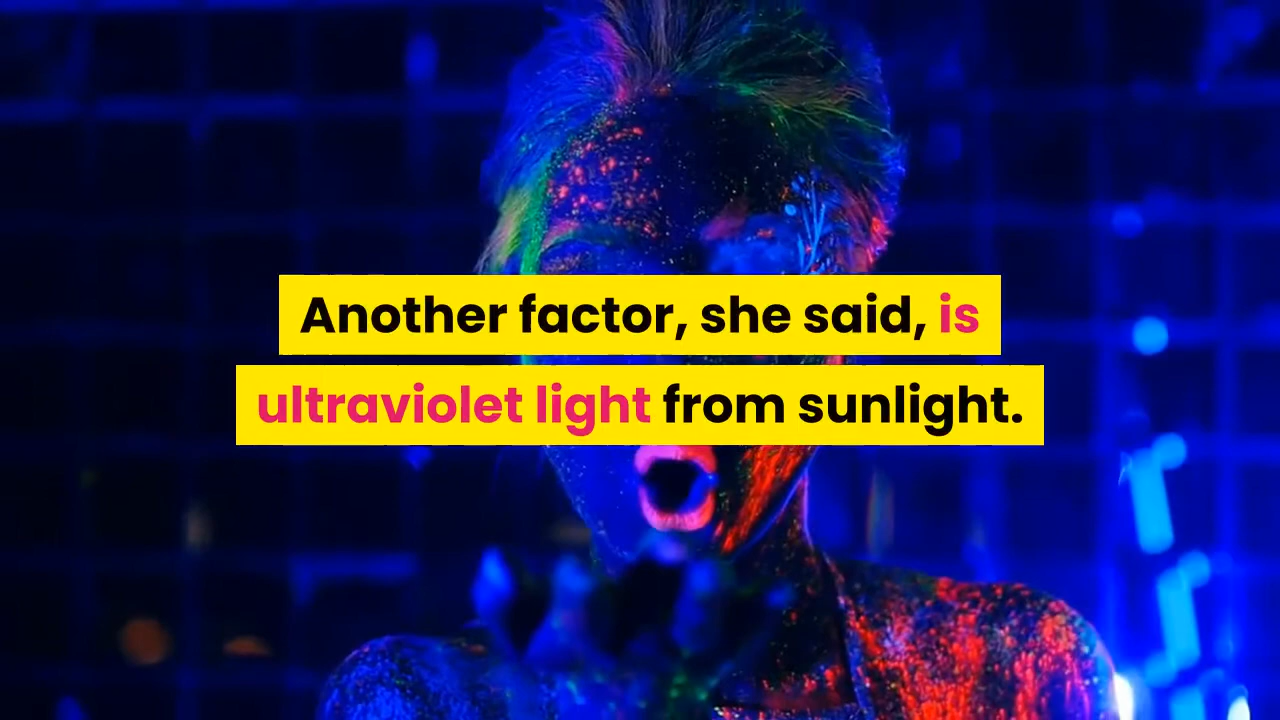 Another factor, she said, is
ultraviolet light from sunlight.